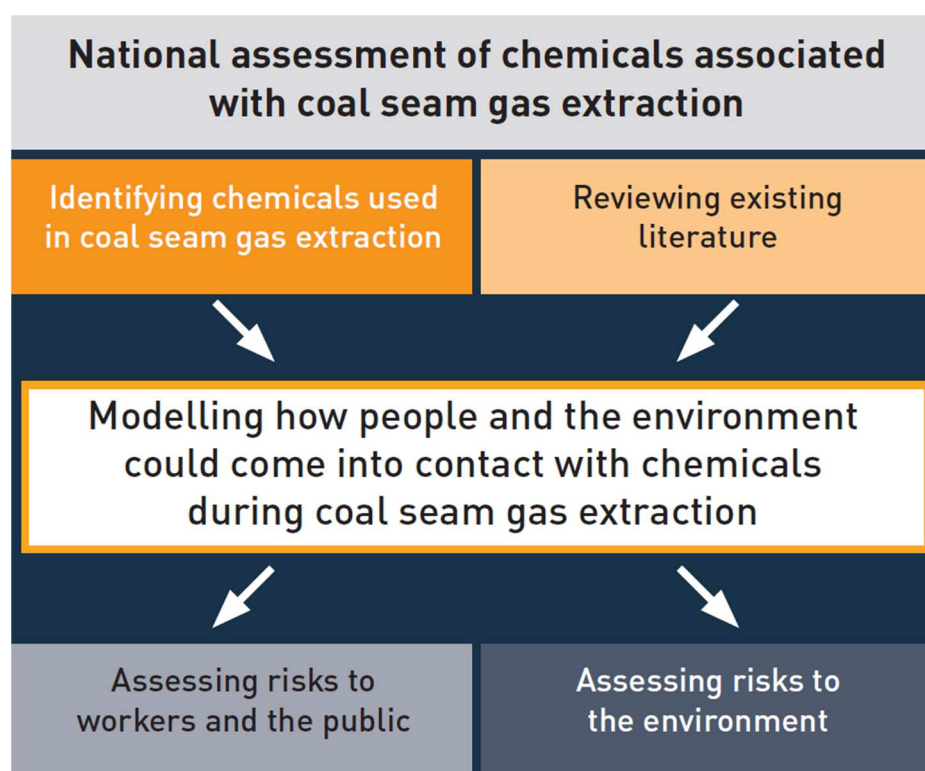 National assessment of chemicals associated
with coal seam gas extraction
Identifying chemicals used
in coal seam gas extraction
Reviewing existing
literature
Modelling how people and the environment
could come into contact with chemicals
during coal seam gas extraction
Assessing risks to
workers and the public
Assessing risks to
the environment